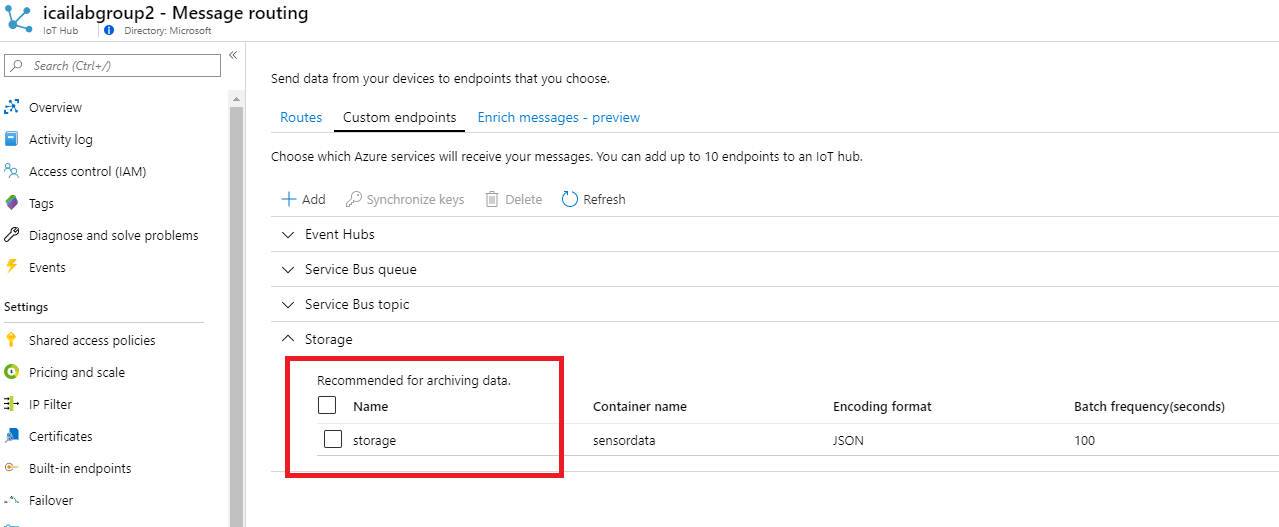 icailabgroup2 - Message routing
IoT Hub
Directory: Microsoft
Search (Ctrl+/)
Overview
Activity log
Access control (IAM)
Tags
Diagnose and solve problems
Events
Settings
Shared access policies
Pricing and scale
IP Filter
Certificates
Built-in endpoints
Failover
Send data from your devices to endpoints that you choose.
Routes Custom endpoints Enrich messages - preview
Choose which Azure services will receive your messages. You can add up to 10 endpoints to an IoT hub.
Add Synchronize keys Delete Refresh
Event Hubs
Service Bus queue
Service Bus topic
Storage
Recommended for archiving data.
Name Container name Encoding format Batch frequency(seconds)
storage sensordata JSON 100